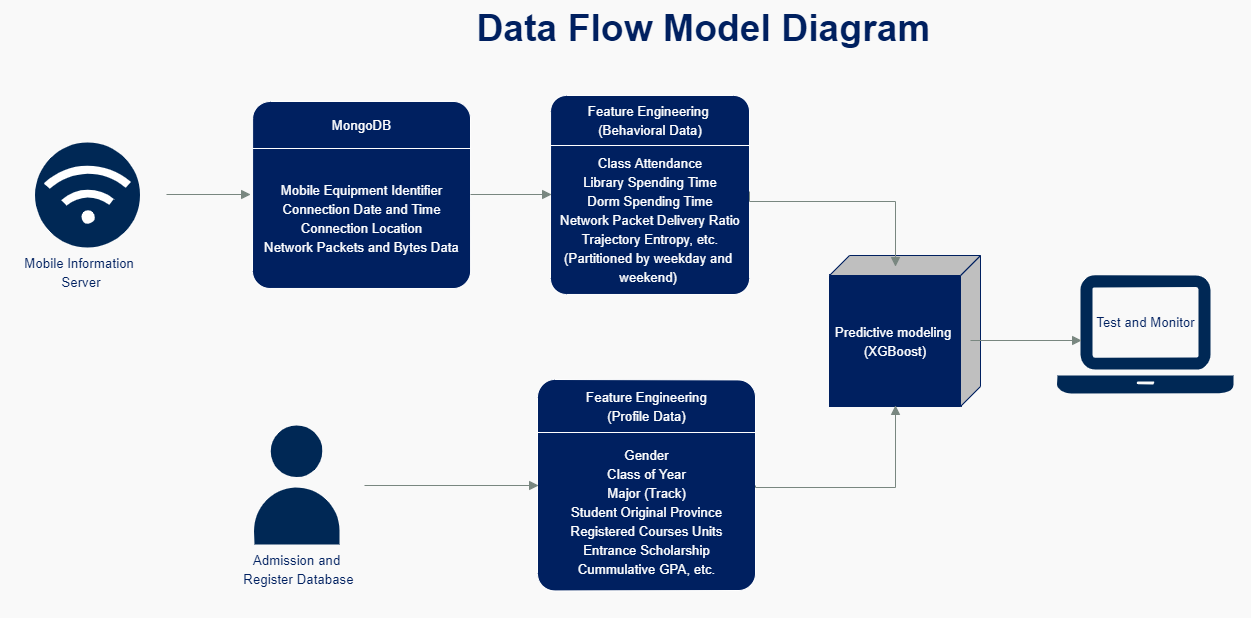 Data Flow Model Diagram
Mobile Information
Server
MongoDB
Mobile Equipment Identifier
Connection Date and Time
Connection Location
Network Packets and Bytes Data
Feature Engineering
(Behavioral Data)
Class Attendance
Library Spending Time
Dorm Spending Time
Network Packet Delivery Ratio
Trajectory Entropy, etc.
(Partitioned by weekday and
weekend)
Admission and
Register Database
Feature Engineering
(Profile Data)
Gender
Class of Year
Major (Track)
Student Original Province
Registered Courses Units
Entrance Scholarship
Cummulative GPA, etc.
Predictive modeling
(XGBoost)
Test and Monitor